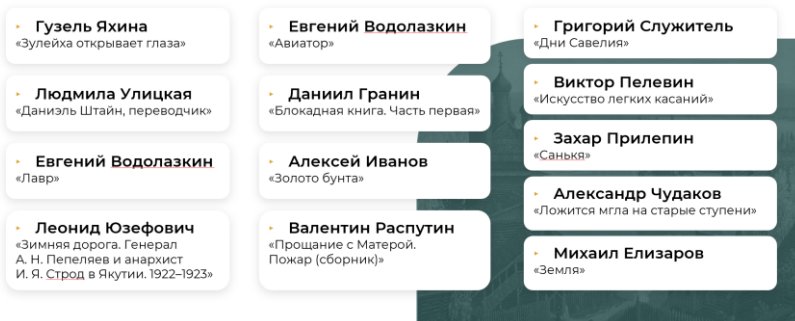 Гузель Яхина
«Зулейха открывает глаза»
Людмила Улицкая
«Даниэль Штайн, переводчик»
Евгений Водолазкин
«Лавр»
Леонид Юзефович
«Зимняя дорога. Генерал
А. Н. Пепеляев и анархист
И. Я. Строд в Якутии. 1922–1923»
Евгений Водолазкин
«Авиатор»
Даниил Гранин
«Блокадная книга. Часть первая»
Алексей Иванов
«Золото бунта»
Валентин Распутин
«Прощание с Матерой.
Пожар (сборник)»
Григорий Служитель
«Дни Савелия»
Виктор Пелевин
«Искусство легких касаний»
Захар Прилепин
«Санькя»
Александр Чудаков
«Ложится мгла на старые ступени»
Михаил Елизаров
«Земля»